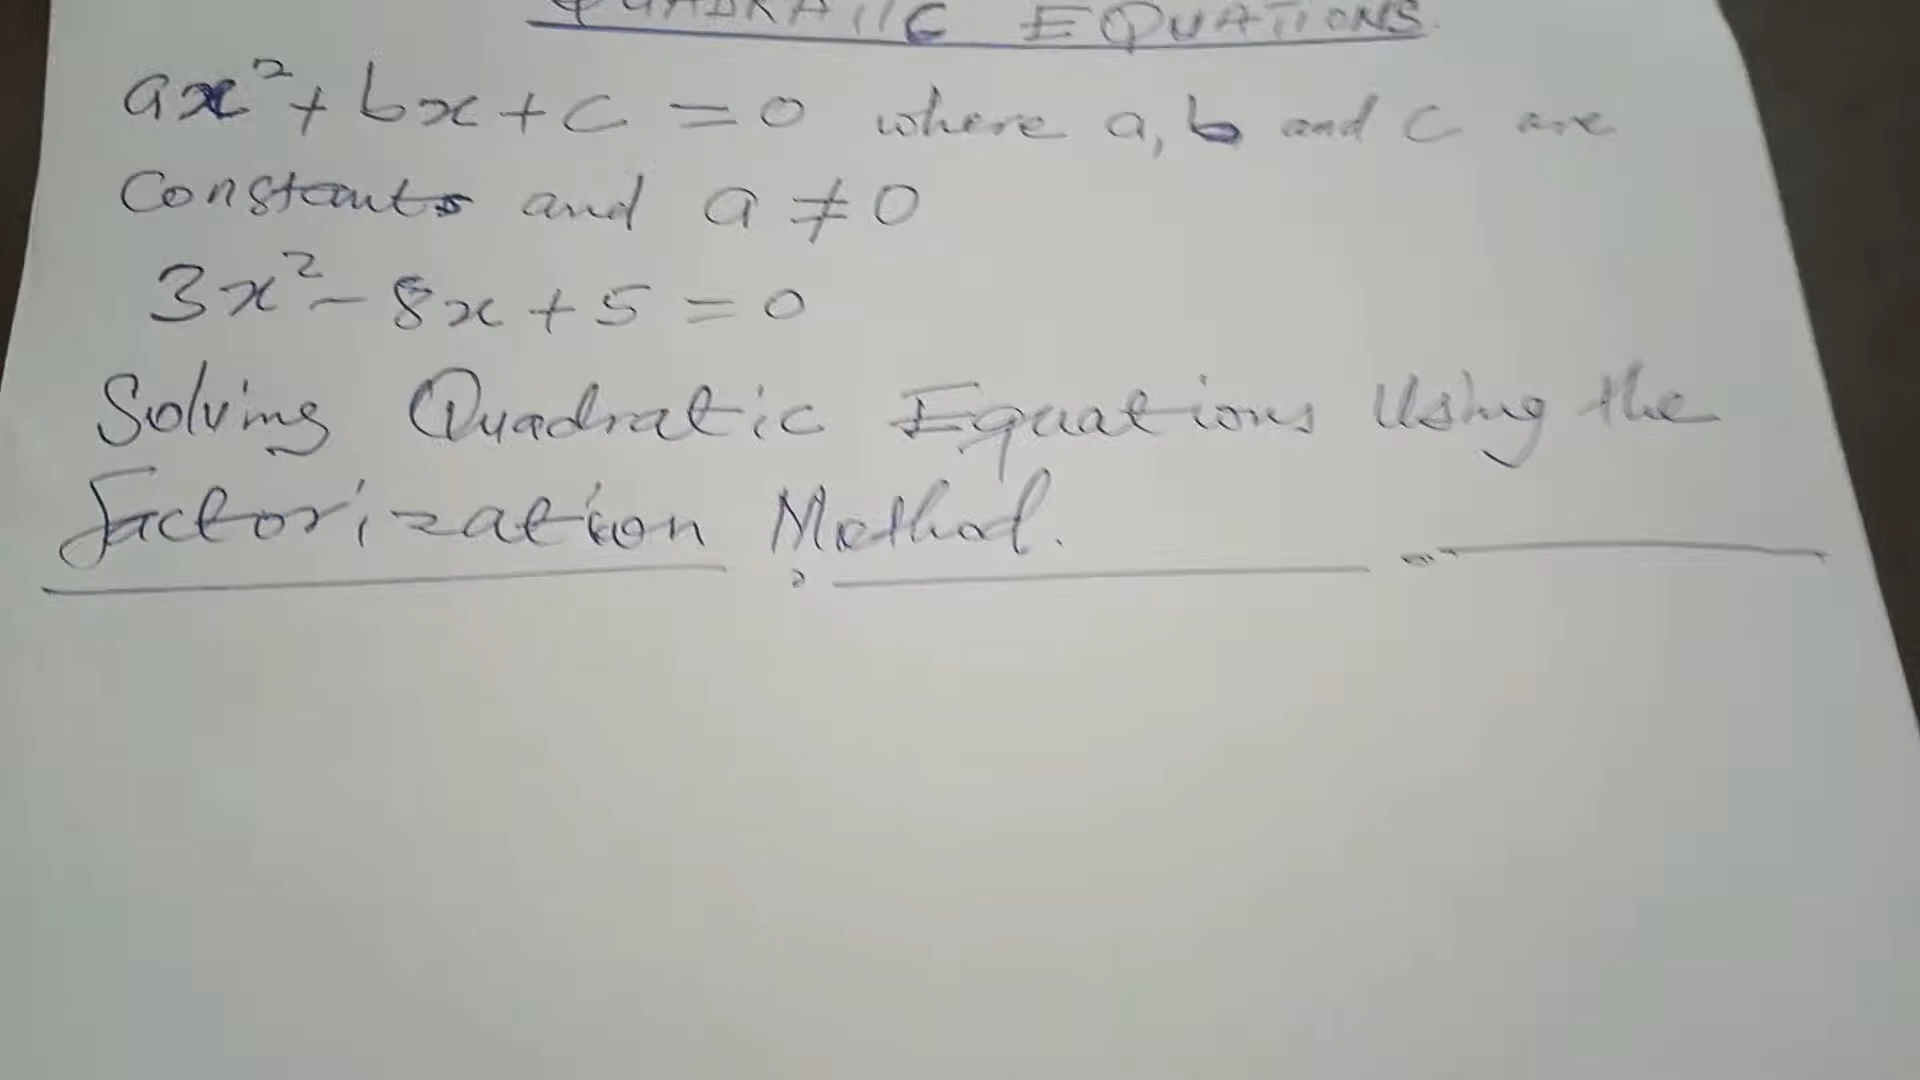 QUADRATIC EQUATIONS.
ax² + bx + c = 0 where a, b and c are
Constants and a ≠ 0
3x² - 8x + 5 = 0
Solving Quadratic Equations Using the
Factorization Method.